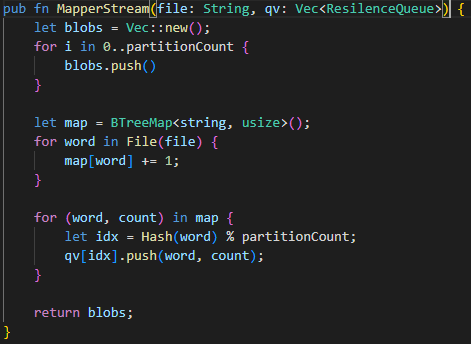 pub fn MapperStream(file: String, qv: Vec<ResilenceQueue>) {
    let blobs = Vec::new();
    for i in 0..partitionCount {
        blobs.push()
    }

    let map = BTreeMap<string, usize>();
    for word in File(file) {
        map[word] += 1;
    }

    for (word, count) in map {
        let idx = Hash(word) % partitionCount;
        qv[idx].push(word, count);
    }

    return blobs;
}